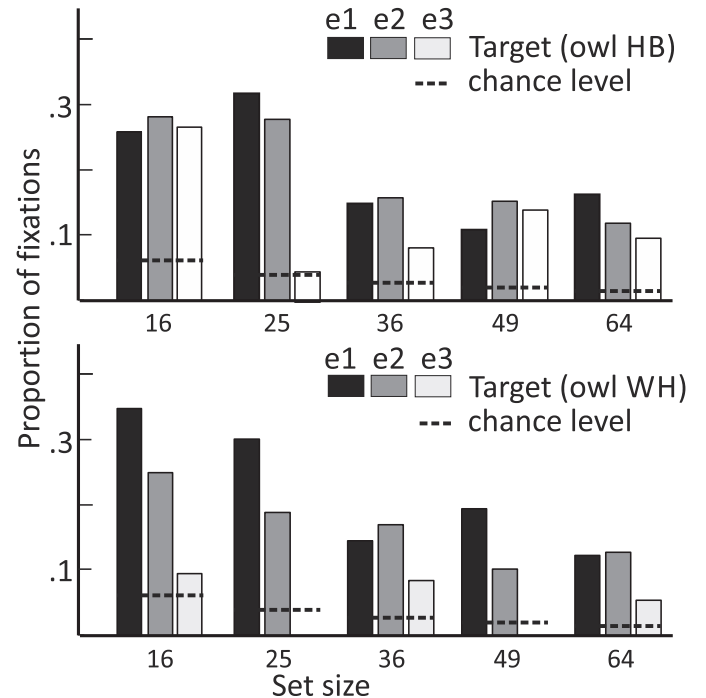 e1 e2 e3
Target (owl HB)
chance level
.3
.1
16 25 36 49 64
Proportion of fixations
e1 e2 e3
Target (owl WH)
chance level
.3
.1
16 25 36 49 64
Set size